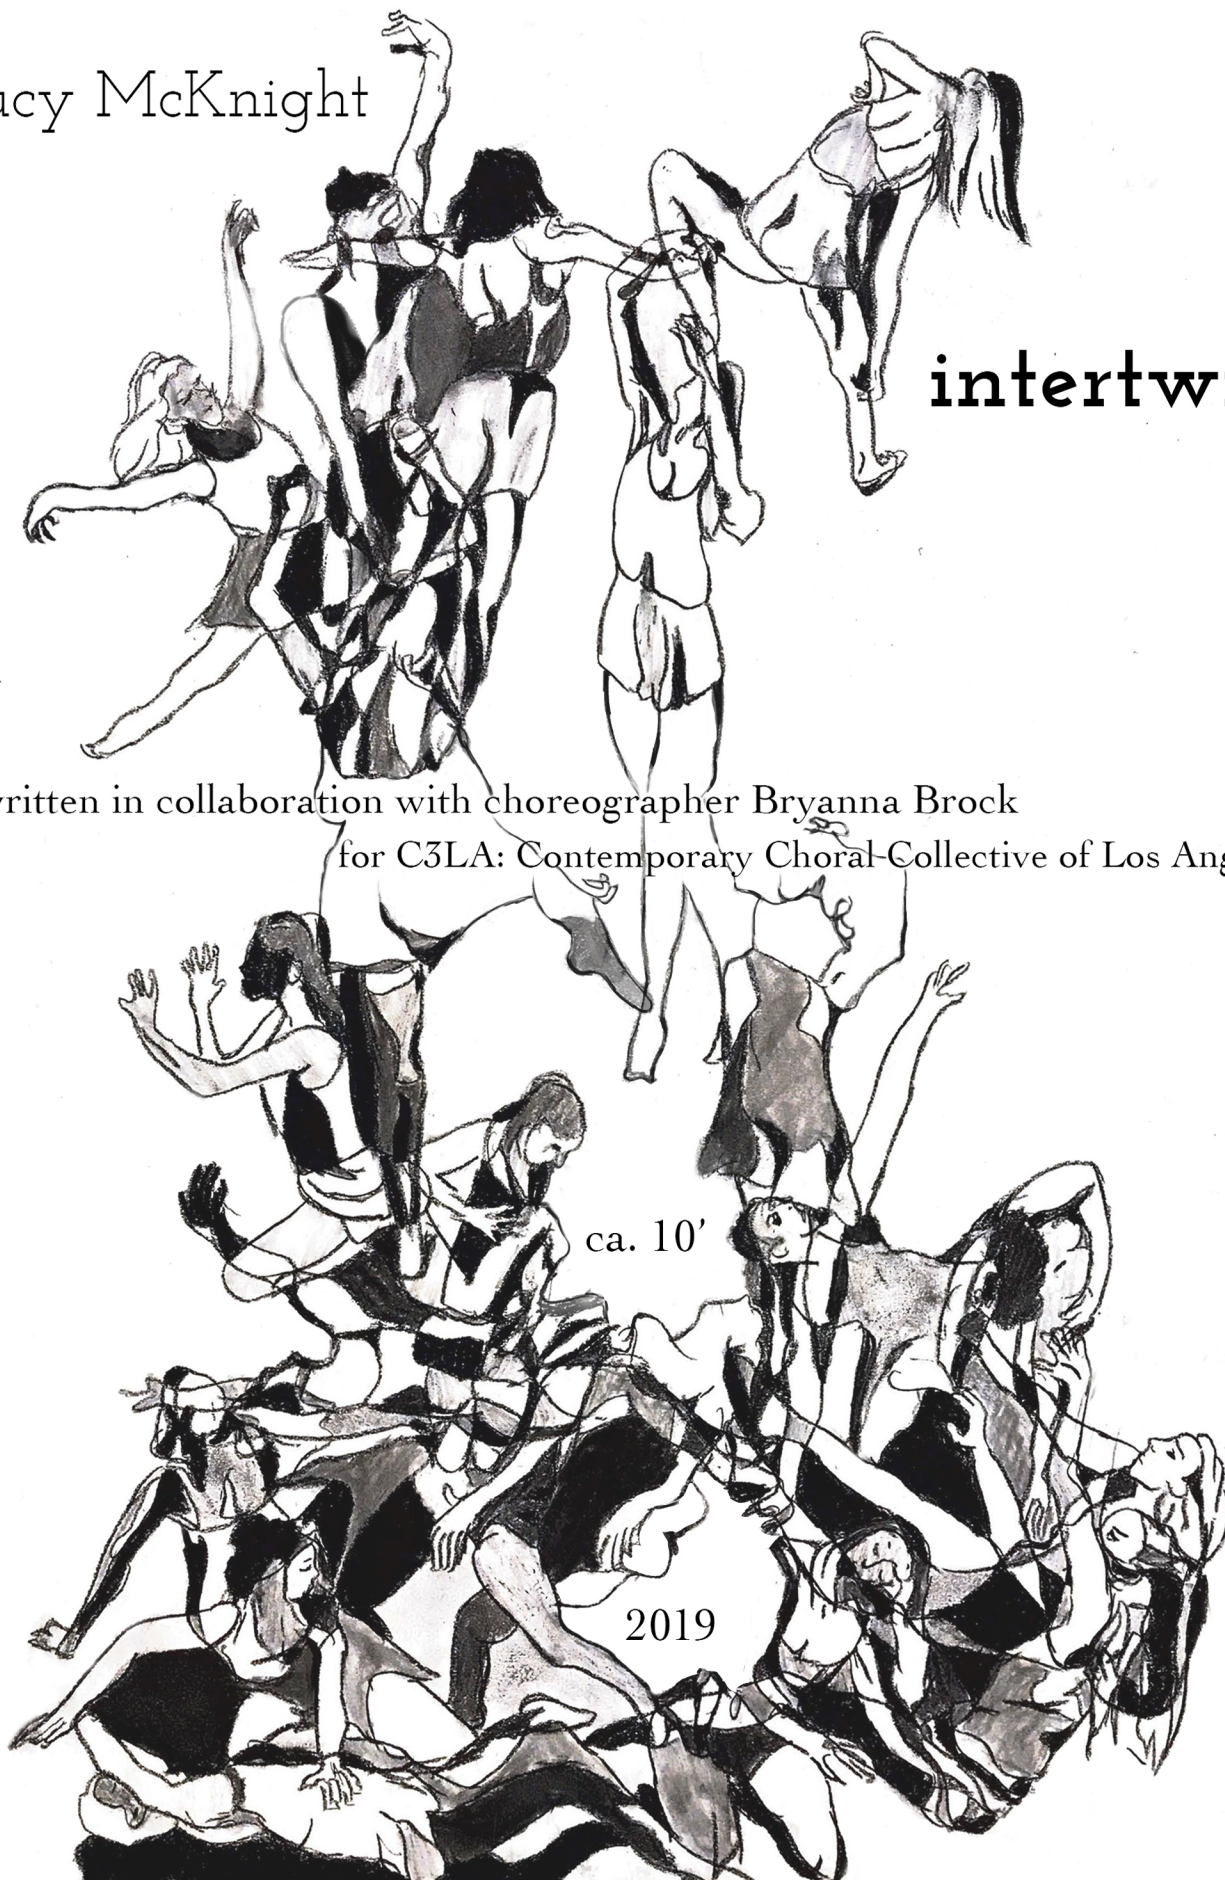 ucy McKnight
intertw
written in collaboration with choreographer Bryanna Brock
for C3LA: Contemporary Choral Collective of Los Ang
ca. 10’
2019